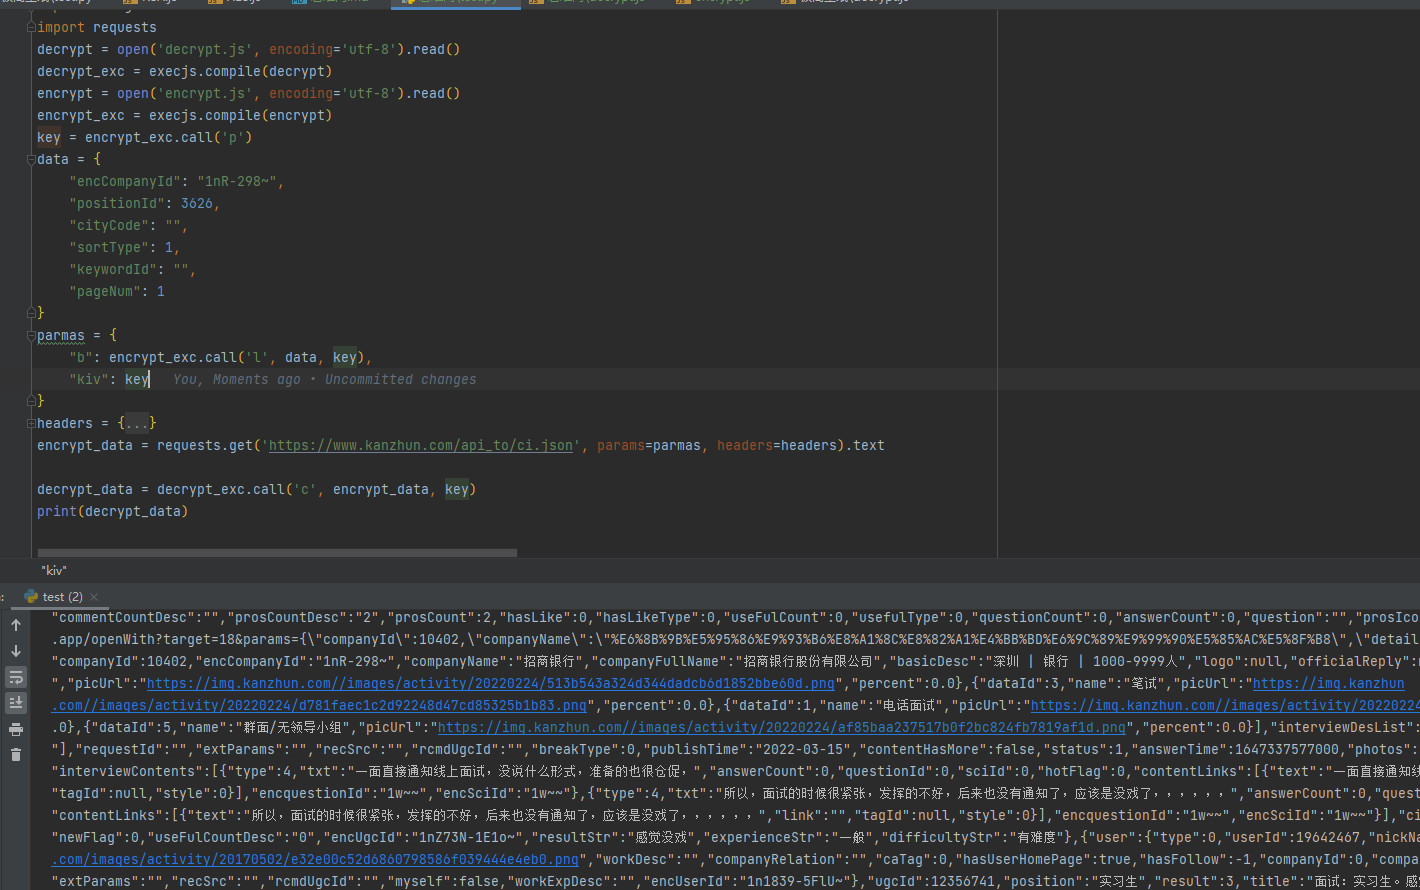 import requests
decrypt = open('decrypt.js', encoding='utf-8').read()
decrypt_exc = execjs.compile(decrypt)
encrypt = open('encrypt.js', encoding='utf-8').read()
encrypt_exc = execjs.compile(encrypt)
key = encrypt_exc.call('p')
data = {
"encCompanyId": "1nR-298~",
"positionId": 3626,
"cityCode": "",
"sortType": 1,
"keywordId": "",
"pageNum": 1
}
parmas = {
"b": encrypt_exc.call('l', data, key),
"kiv": key You, Moments ago • Uncommitted changes
}
headers = {...}
encrypt_data = requests.get('https://www.kanzhun.com/api_to/ci.json', params=parmas, headers=headers).text
decrypt_data = decrypt_exc.call('c', encrypt_data, key)
print(decrypt_data)
"kiv"
test (2)
"commentCountDesc":"","prosCountDesc":"2","prosCount":2,"hasLike":0,"hasLikeType":0,"useFulCount":0,"usefulType":0,"questionCount":0,"answerCount":0,"question":"","prosIco
.app/openWith?target=18&params={\"companyId\":10402,\"companyName\":\"%E6%8B%9B%E5%95%86%E9%93%B6%E8%A1%8C%E8%82%A1%E4%BB%BD%E6%9C%89%E9%99%90%E5%85%AC%E5%8F%B8\",\"detail
"companyId":10402,"encCompanyId":"1nR-298~","companyName":"招商银行","companyFullName":"招商银行股份有限公司","basicDesc":"深圳 | 银行 | 1000-9999人","logo":null,"officialReply":n
","picUrl":"https://img.kanzhun.com//images/activity/20220224/513b543a324d344dadcb6d1852bbe60d.png","percent":0.0},{"dataId":3,"name":"笔试","picUrl":"https://img.kanzhun
.com//images/activity/20220224/d781faec1c2d92248d47cd85325b1b83.png","percent":0.0},{"dataId":1,"name":"电话面试","picUrl":"https://img.kanzhun.com//images/activity/20220224
.0},{"dataId":5,"name":"群面/无领导小组","picUrl":"https://img.kanzhun.com//images/activity/20220224/af85baa237517b0f2bc824fb7819af1d.png","percent":0.0}],"interviewDesList":
"],"requestId":"","extParams":"","recSrc":"","rcmdUgcId":"","breakType":0,"publishTime":"2022-03-15","contentHasMore":false,"status":1,"answerTime":1647337577000,"photos":
"interviewContents":[{"type":4,"txt":"一面直接通知线上面试，没说什么形式，准备的也很仓促，","answerCount":0,"questionId":0,"sciId":0,"hotFlag":0,"contentLinks":[{"text":"一面直接通知线
"tagId":null,"style":0}],"encquestionId":"1w~~","encSciId":"1w~~"},{"type":4,"txt":"所以，面试的时候很紧张，发挥的不好，后来也没有通知了，应该是没戏了，，，，，，","answerCount":0,"quest
"contentLinks":[{"text":"所以，面试的时候很紧张，发挥的不好，后来也没有通知了，应该是没戏了，，，，，，","link":"","tagId":null,"style":0}],"encquestionId":"1w~~","encSciId":"1w~~"}],"ci
"newFlag":0,"useFulCountDesc":"0","encUgcId":"1nZ73N-1E1o~","resultStr":"感觉没戏","experienceStr":"一般","difficultyStr":"有难度"},{"user":{"type":0,"userId":19642467,"nickNa
.com/images/activity/20170502/e32e00c52d6860798586f039444e4eb0.png","workDesc":"","companyRelation":"","caTag":0,"hasUserHomePage":true,"hasFollow":-1,"companyId":0,"compa
"extParams":"","recSrc":"","rcmdUgcId":"","myself":false,"workExpDesc":"","encUserId":"1n1839-5FlU~"},"ugcId":12356741,"position":"实习生","result":3,"title":"面试：实习生。感